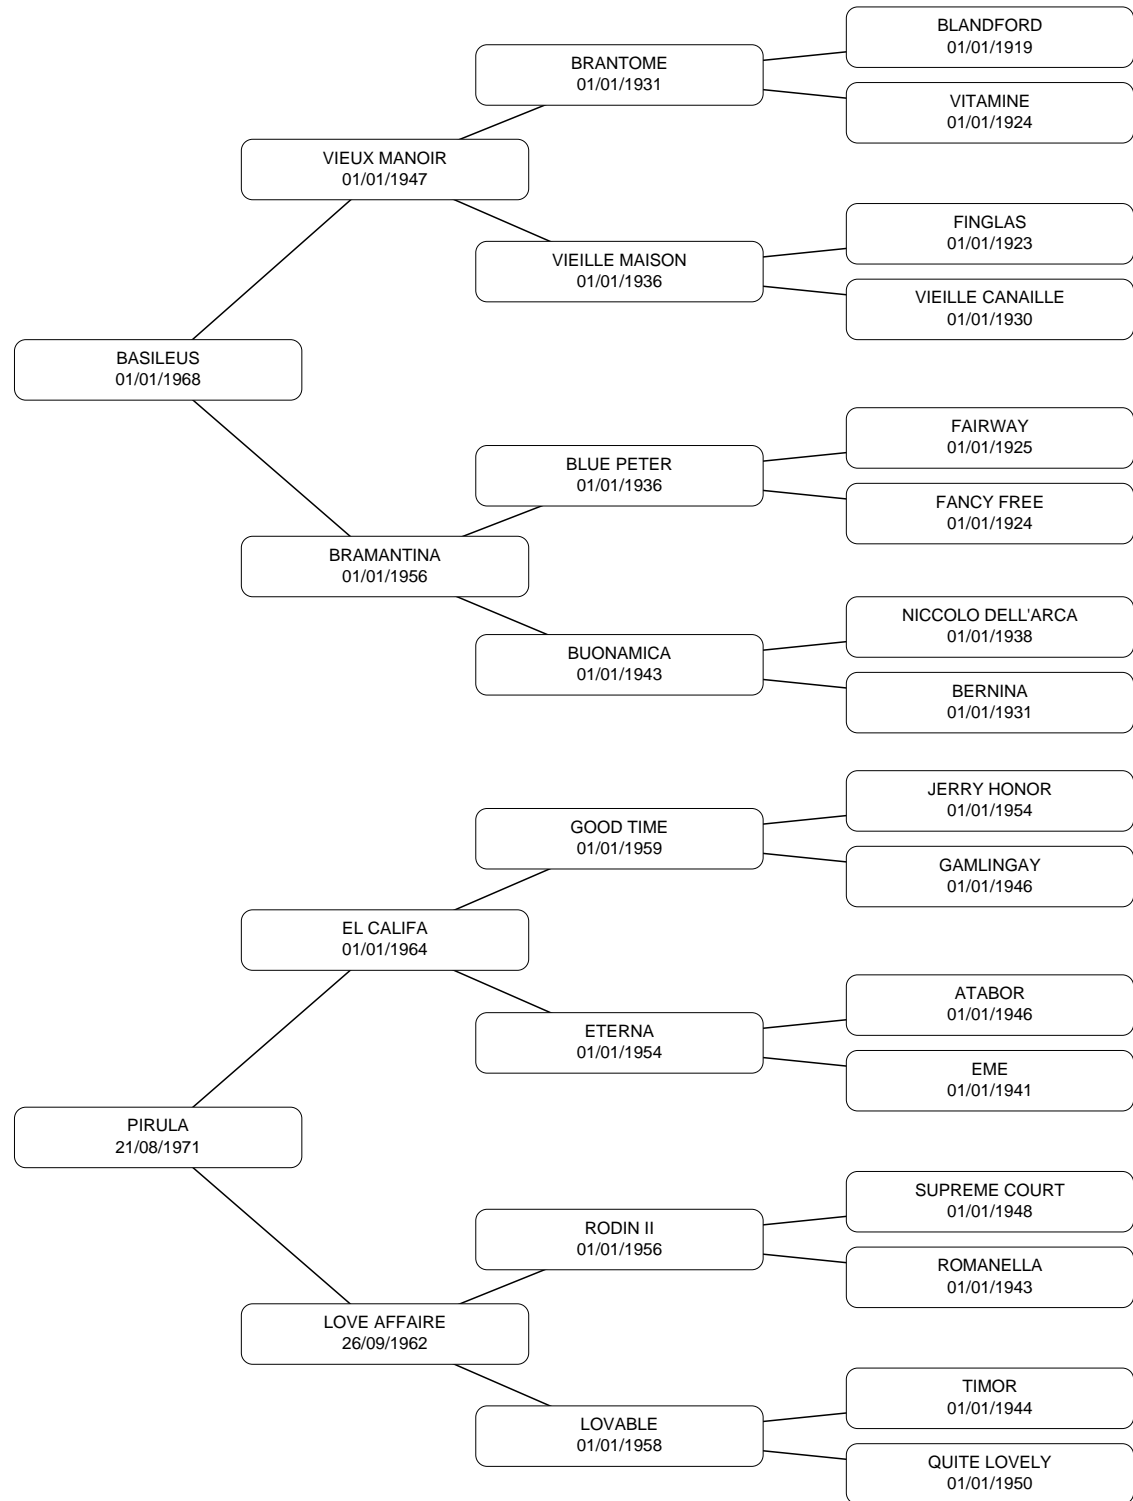 BLANDFORD
01/01/1919
BRANTOME
01/01/1931
VITAMINE
01/01/1924
VIEUX MANOIR
01/01/1947
FINGLAS
01/01/1923
VIEILLE MAISON
01/01/1936
VIEILLE CANAILLE
01/01/1930
BASILEUS
01/01/1968
FAIRWAY
01/01/1925
BLUE PETER
01/01/1936
FANCY FREE
01/01/1924
BRAMANTINA
01/01/1956
NICCOLO DELL'ARCA
01/01/1938
BUONAMICA
01/01/1943
BERNINA
01/01/1931
JERRY HONOR
01/01/1954
GOOD TIME
01/01/1959
GAMLINGAY
01/01/1946
EL CALIFA
01/01/1964
ATABOR
01/01/1946
ETERNA
01/01/1954
EME
01/01/1941
PIRULA
21/08/1971
SUPREME COURT
01/01/1948
RODIN II
01/01/1956
ROMANELLA
01/01/1943
LOVE AFFAIRE
26/09/1962
TIMOR
01/01/1944
LOVABLE
01/01/1958
QUITE LOVELY
01/01/1950